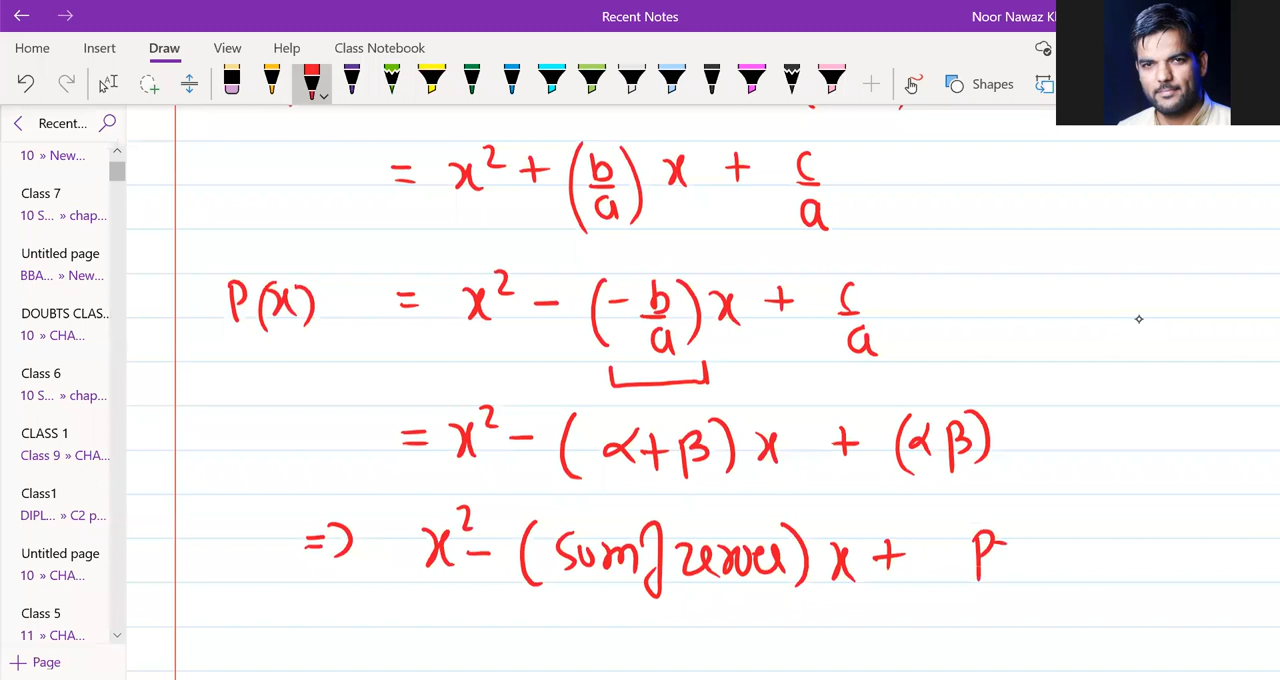 Recent Notes
Noor Nawaz Kh
Home Insert Draw View Help Class Notebook
Shapes
Recent...
10 » New...
Class 7
10 S... » chap...
Untitled page
BBA... » New...
DOUBTS CLAS...
10 » CHA...
Class 6
10 S... » chap...
CLASS 1
Class 9 » CHA...
Class1
DIPL... » C2 p...
Untitled page
10 » CHA...
Class 5
11 » CHA...
+ Page
= x² + (b/a) x + c/a
P(x) = x² - (-b/a) x + c/a
= x² - (α+β) x + (αβ)
=> x² - (sum of zeroes) x + P